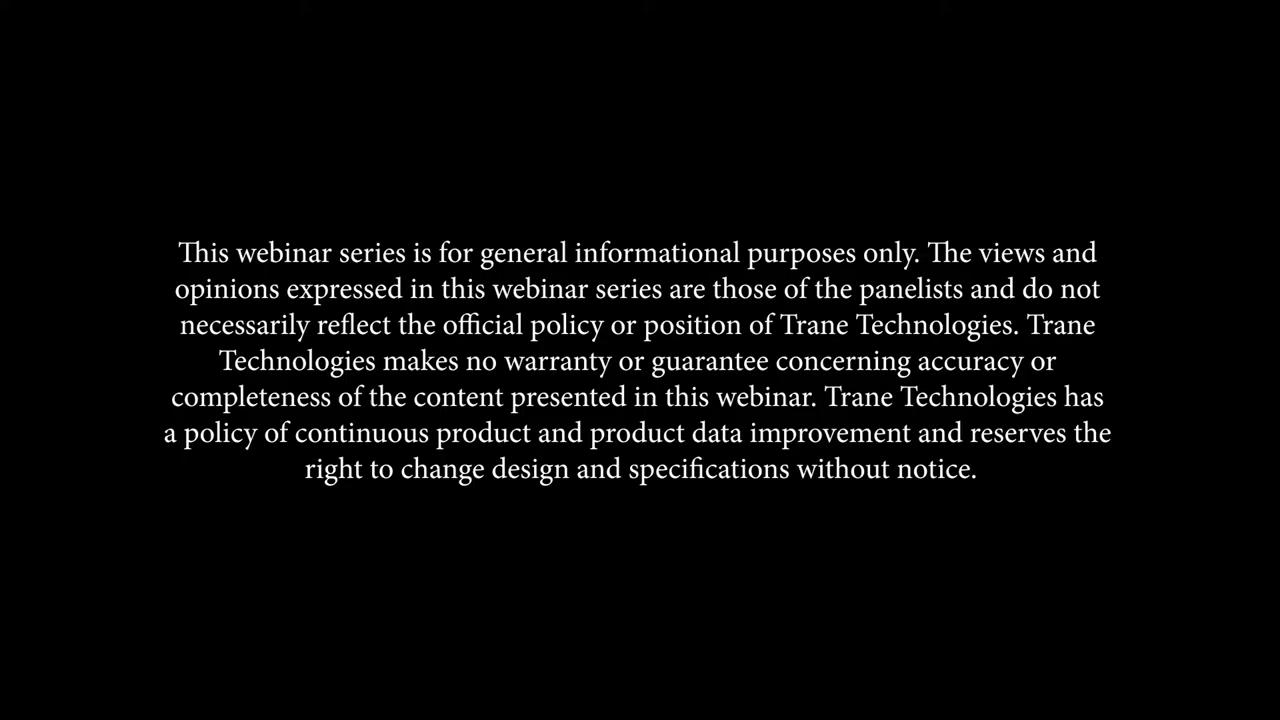 This webinar series is for general informational purposes only. The views and
opinions expressed in this webinar series are those of the panelists and do not
necessarily reflect the official policy or position of Trane Technologies. Trane
Technologies makes no warranty or guarantee concerning accuracy or
completeness of the content presented in this webinar. Trane Technologies has
a policy of continuous product and product data improvement and reserves the
right to change design and specifications without notice.